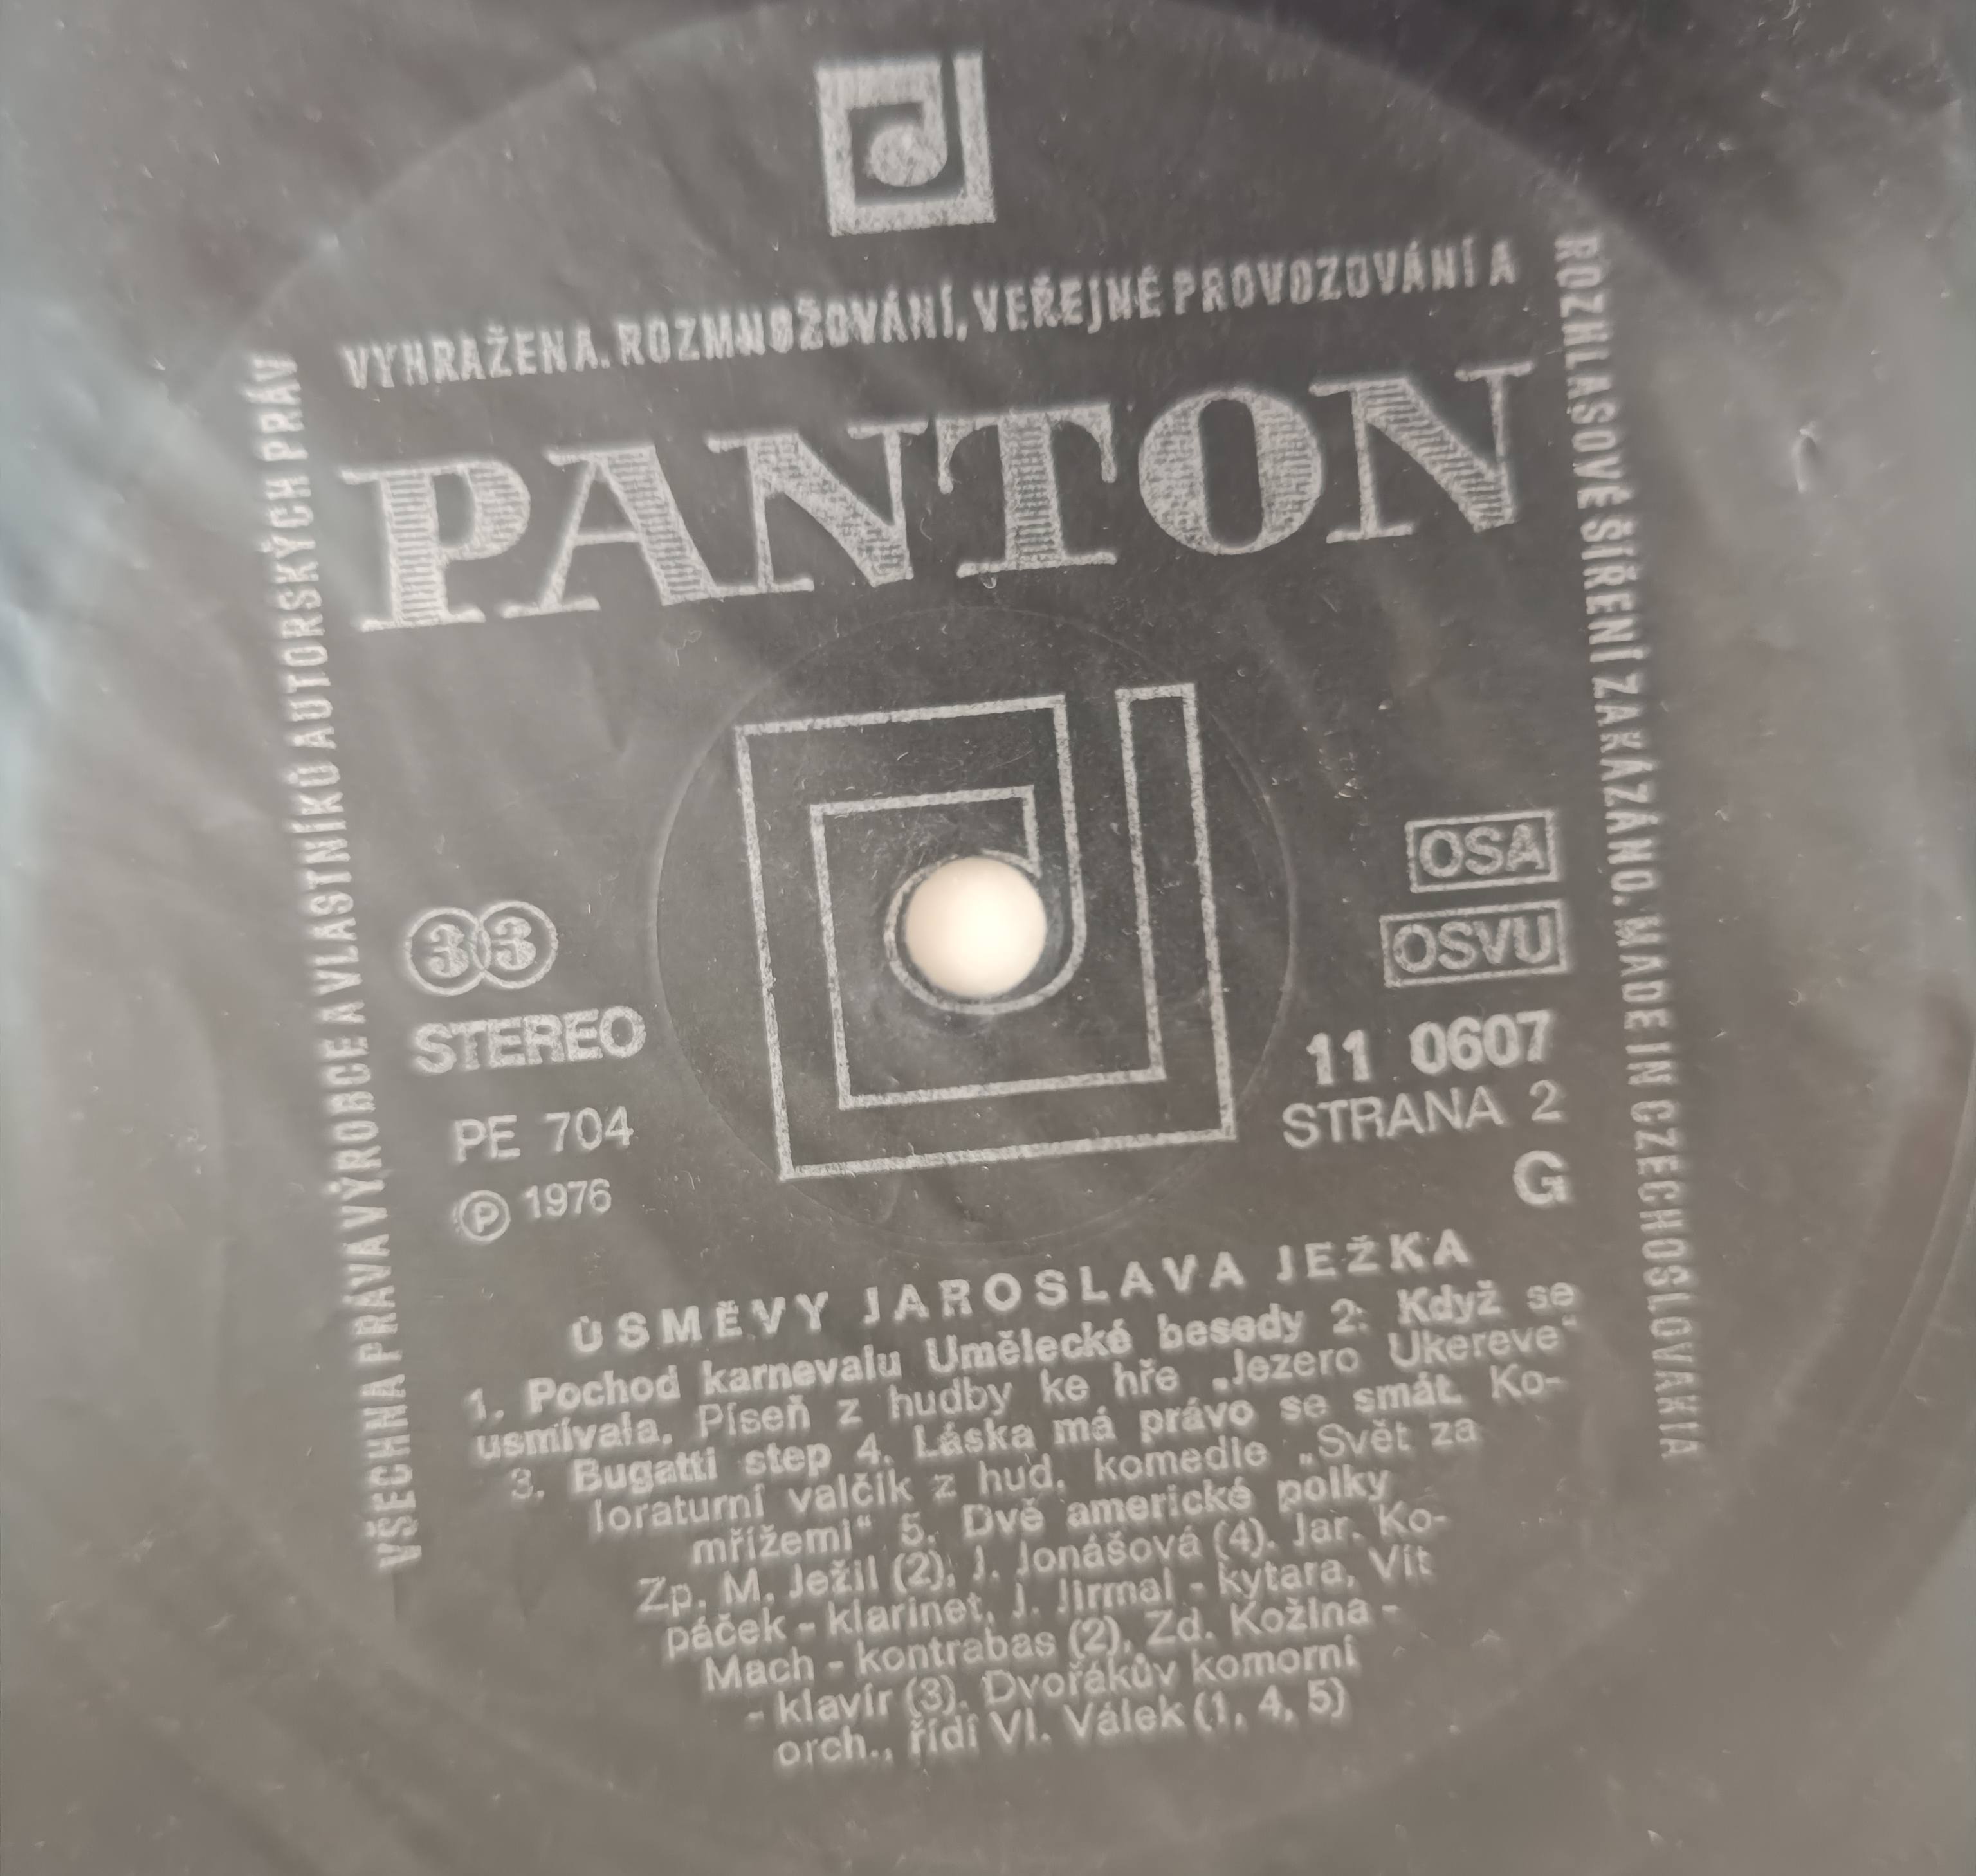 VŠECHNA PRÁVA VÝROBCE A VLASTNÍKŮ AUTORSKÝCH PRÁV
VYHRAŽENA. ROZMNOŽOVÁNÍ, VEŘEJNÉ PROVOZOVÁNÍ A
ROZHLASOVÉ ŠÍŘENÍ ZAKÁZÁNO. MADE IN CZECHOSLOVAKIA
PANTON
33
STEREO
PE 704
Ⓟ 1976
OSA
OSVU
11 0607
STRANA 2
G
ÚSMĚVY JAROSLAVA JEŽKA
1. Pochod karnevalu Umělecké besedy 2. Když se
usmívala. Píseň z hudby ke hře „Jezero Ukereve“
3. Bugatti step 4. Láska má právo se smát. Ko-
loraturní valčík z hud. komedie „Svět za
mřížemi“ 5. Dvě americké polky
Zp. M. Ježil (2), J. Jonášová (4). Jar. Ko-
páček - klarinet, J. Jirmal - kytara, Vít
Mach - kontrabas (2), Zd. Kožina -
- klavír (3). Dvořákův komorní
orch., řídí Vl. Válek (1, 4, 5)